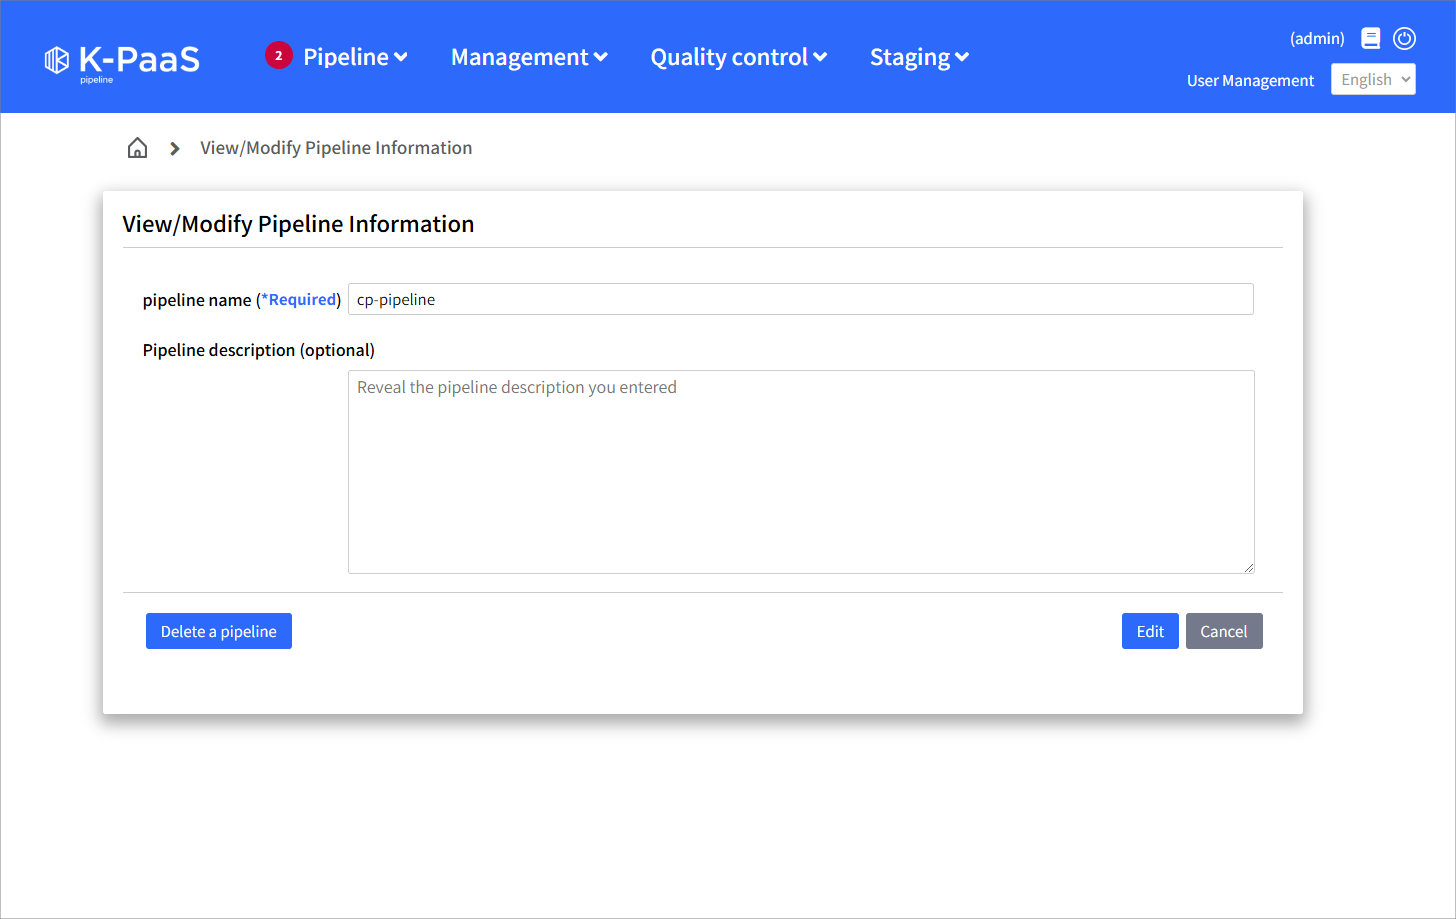 K-PaaS
pipeline
2 Pipeline Management Quality control Staging
(admin)
User Management English
View/Modify Pipeline Information
View/Modify Pipeline Information
pipeline name (*Required) cp-pipeline
Pipeline description (optional)
Reveal the pipeline description you entered
Delete a pipeline Edit Cancel